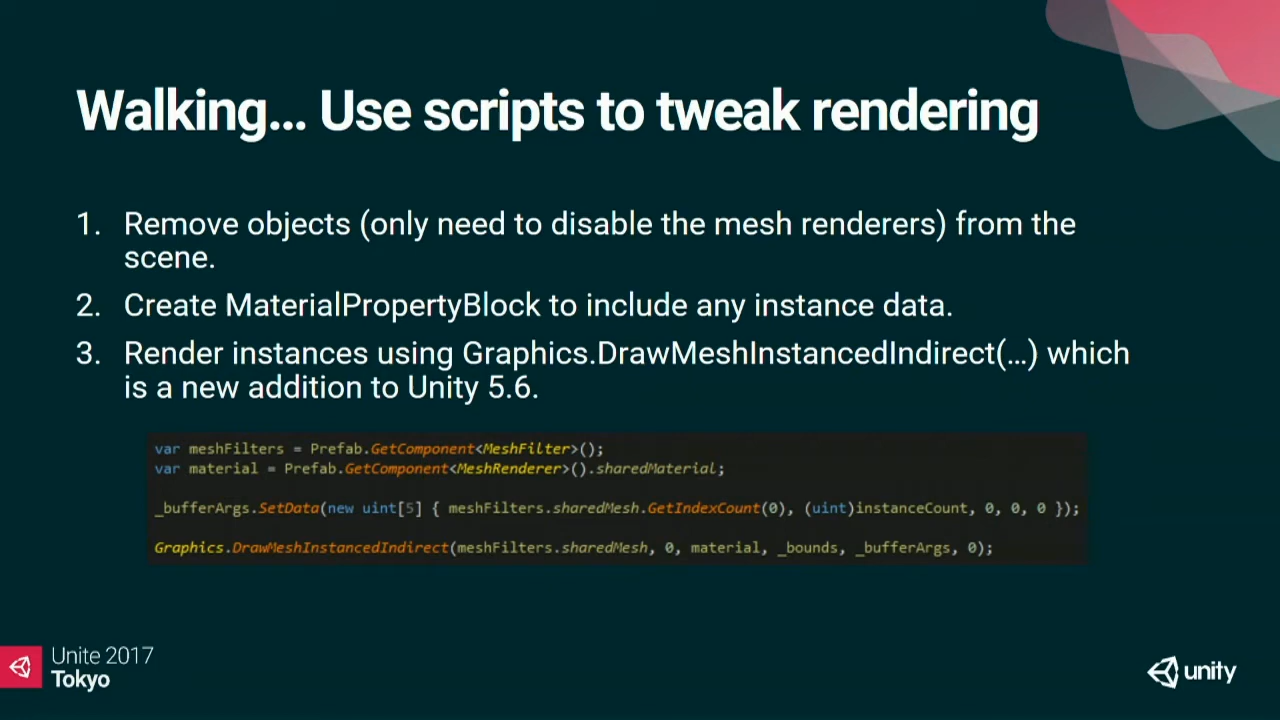 Walking... Use scripts to tweak rendering
1. Remove objects (only need to disable the mesh renderers) from the
scene.
2. Create MaterialPropertyBlock to include any instance data.
3. Render instances using Graphics.DrawMeshInstancedIndirect(...) which
is a new addition to Unity 5.6.
var meshFilters = Prefab.GetComponent<MeshFilter>();
var material = Prefab.GetComponent<MeshRenderer>().sharedMaterial;
_bufferArgs.SetData(new uint[5] { meshFilters.sharedMesh.GetIndexCount(0), (uint)instanceCount, 0, 0, 0 });
Graphics.DrawMeshInstancedIndirect(meshFilters.sharedMesh, 0, material, _bounds, _bufferArgs, 0);
Unite 2017
Tokyo
unity